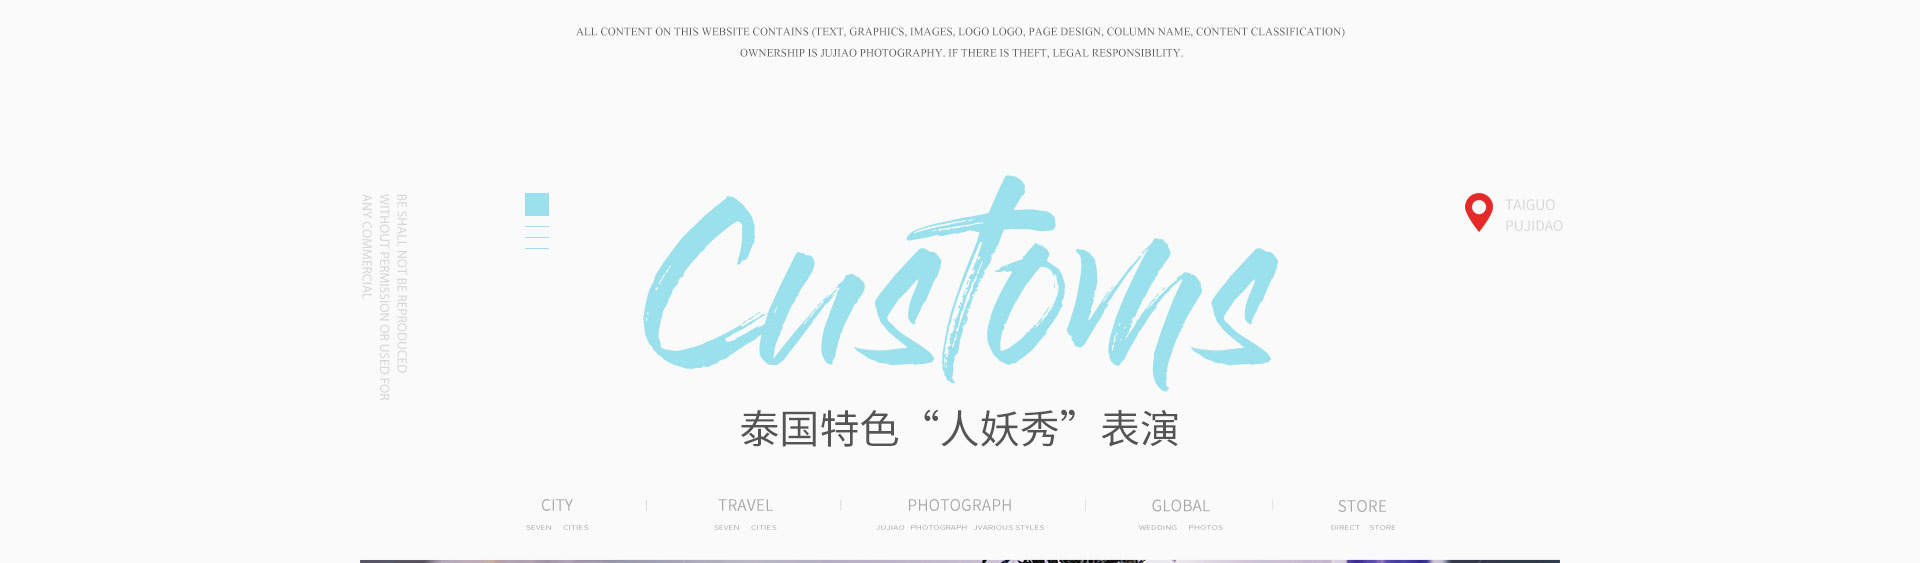 ALL CONTENT ON THIS WEBSITE CONTAINS (TEXT, GRAPHICS, IMAGES, LOGO LOGO, PAGE DESIGN, COLUMN NAME, CONTENT CLASSIFICATION)
OWNERSHIP IS JUJIAO PHOTOGRAPHY. IF THERE IS THEFT, LEGAL RESPONSIBILITY.
BE SHALL NOT BE REPRODUCED
WITHOUT PERMISSION OR USED FOR
ANY COMMERCIAL
Customs
TAIGUO
PUJIDAO
泰国特色“人妖秀”表演
CITY
SEVEN CITIES
TRAVEL
SEVEN CITIES
PHOTOGRAPH
JUJIAO PHOTOGRAPH JVARIOUS STYLES
GLOBAL
WEDDING PHOTOS
STORE
DIRECT STORE